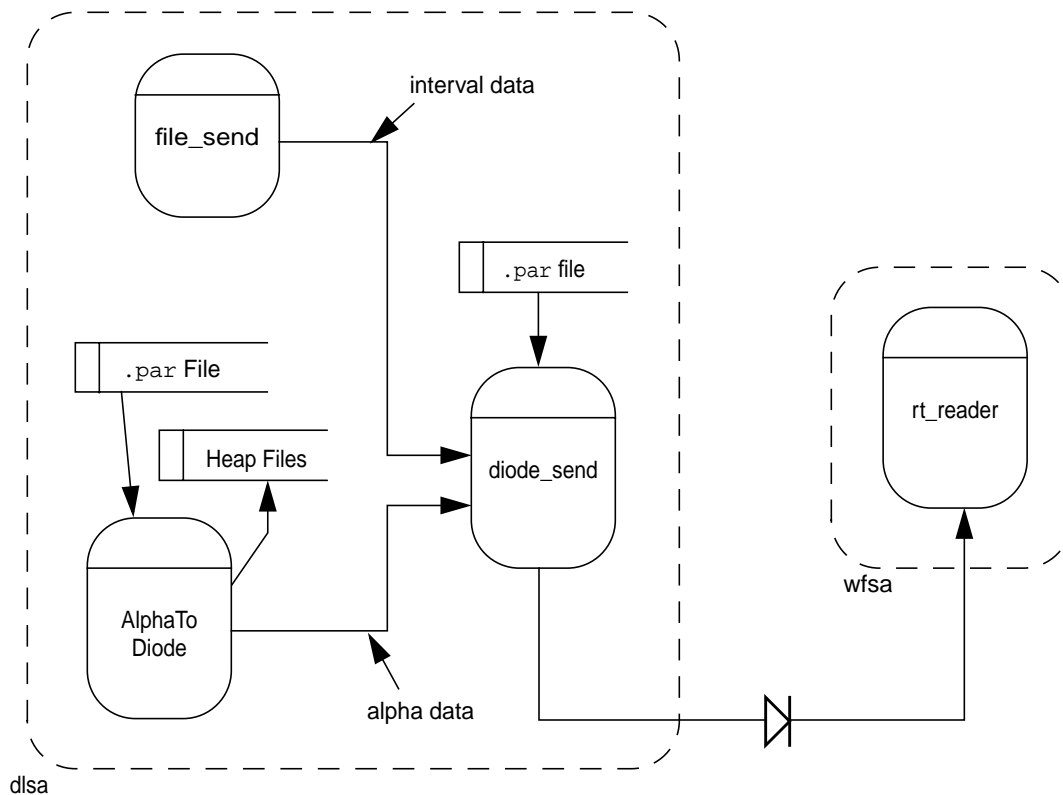 interval data
file_send
.par file
.par File
rt_reader
Heap Files
diode_send
wfsa
AlphaTo
Diode
alpha data
dlsa